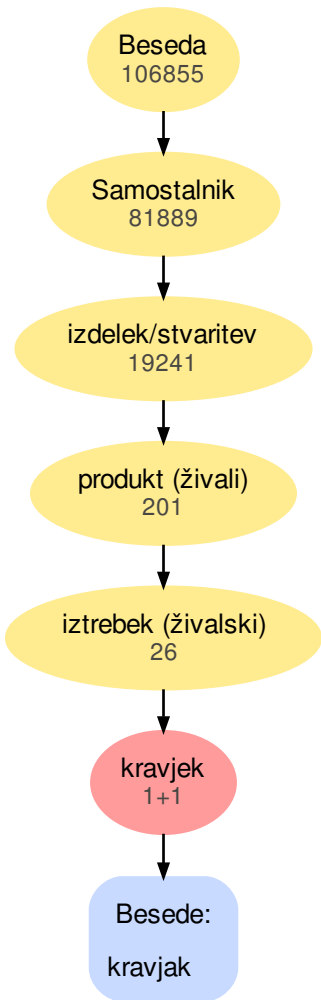 Beseda
106855
Samostalnik
81889
izdelek/stvaritev
19241
produkt (živali)
201
iztrebek (živalski)
26
kravjek
1+1
Besede:
kravjak